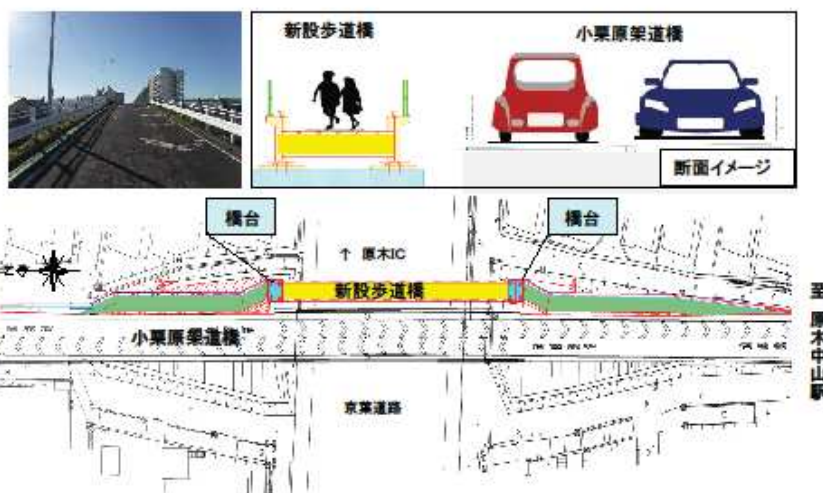 新設歩道橋
小栗原架道橋
断面イメージ
橋台
橋台
↑ 原木IC
新設歩道橋
小栗原架道橋
京葉道路
至 原木中山駅